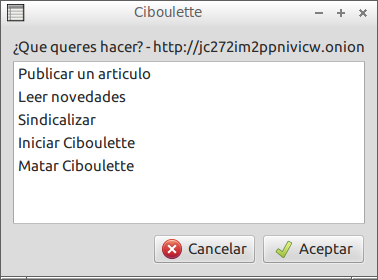 Ciboulette
¿Que queres hacer? - http://jc272im2ppnivicw.onion
Publicar un articulo
Leer novedades
Sindicalizar
Iniciar Ciboulette
Matar Ciboulette
Cancelar
Aceptar